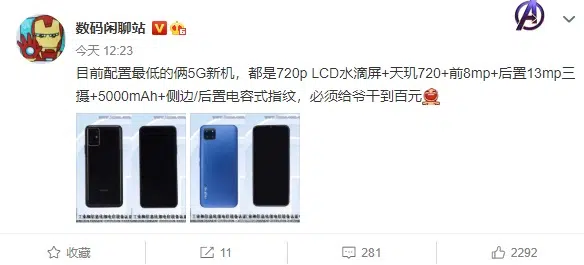 数码闲聊站
今天 12:23
目前配置最低的俩5G新机，都是720p LCD水滴屏+天玑720+前8mp+后置13mp三
摄+5000mAh+侧边/后置电容式指纹，必须给爷干到百元
收藏
11
281
2292